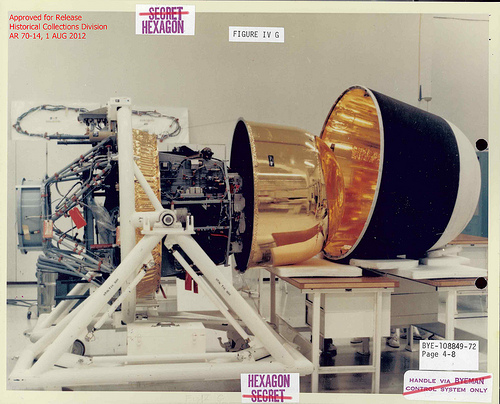 Approved for Release
Historical Collections Division
AR 70-14, 1 AUG 2012
SECRET
HEXAGON
FIGURE IV G
BYE-108849-72
Page 4-8
HANDLE VIA BYEMAN
CONTROL SYSTEM ONLY
HEXAGON
SECRET